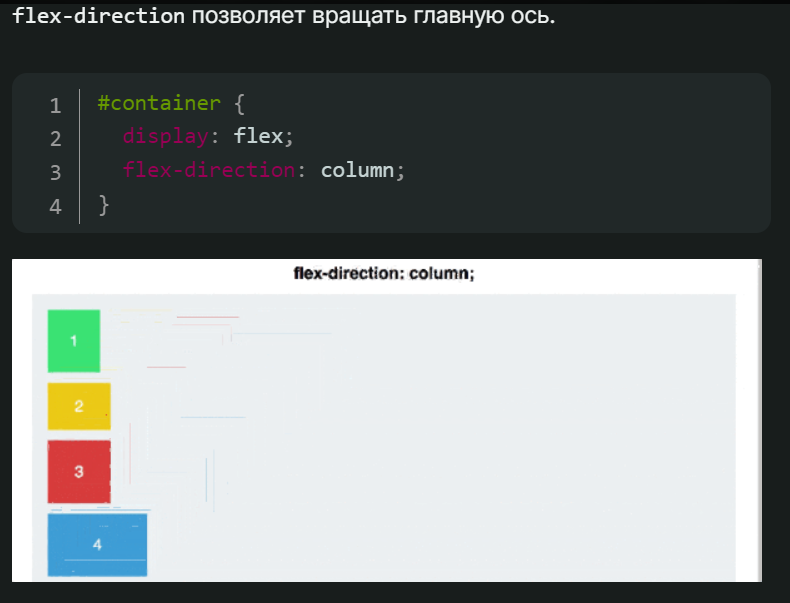 flex-direction позволяет вращать главную ось.
1 #container {
2 display: flex;
3 flex-direction: column;
4 }
flex-direction: column;
1
2
3
4